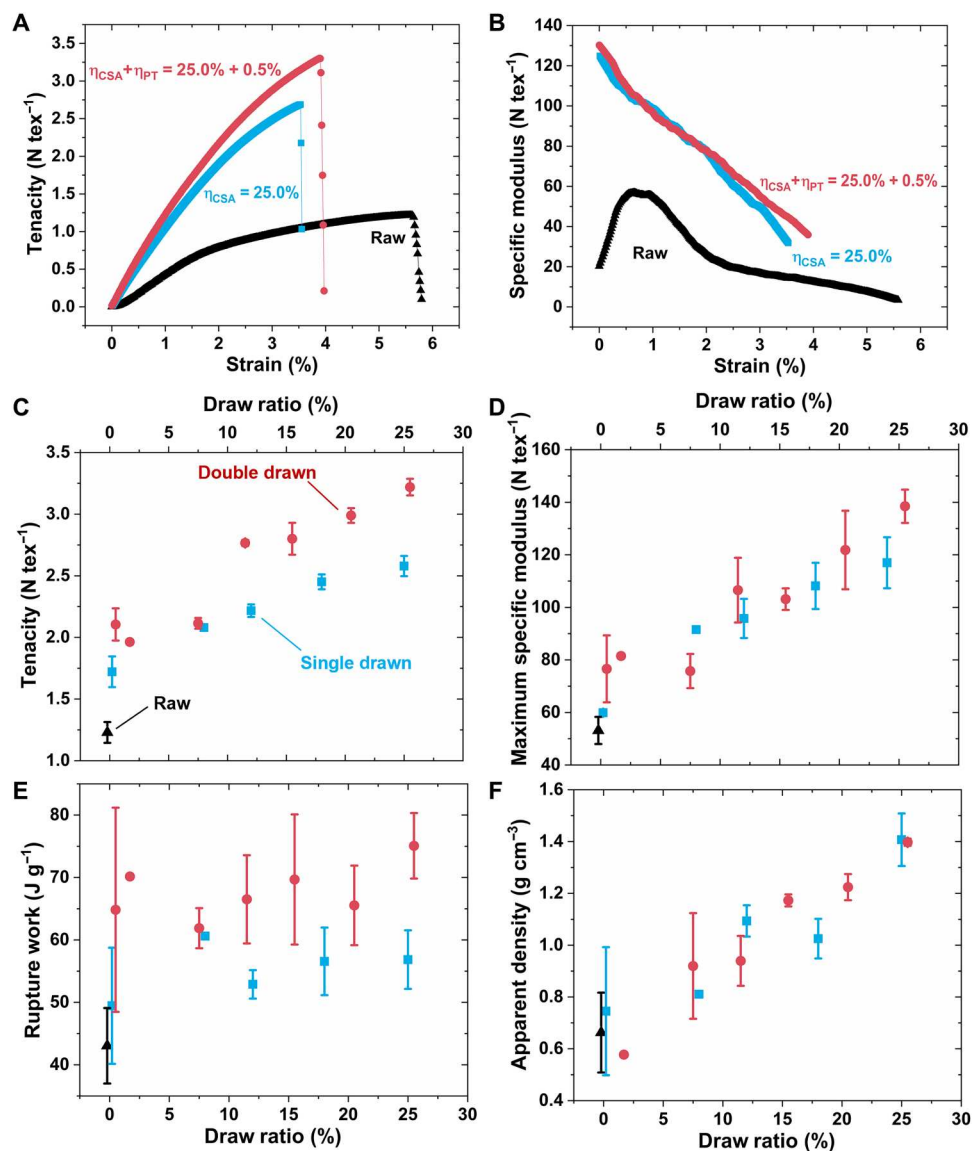 A
B
Tenacity (N tex⁻¹)
3.5
3.0
2.5
2.0
1.5
1.0
0.5
0.0
η_CSA+η_PT = 25.0% + 0.5%
η_CSA = 25.0%
Raw
0 1 2 3 4 5 6
Strain (%)
Specific modulus (N tex⁻¹)
140
120
100
80
60
40
20
0
η_CSA+η_PT = 25.0% + 0.5%
η_CSA = 25.0%
Raw
0 1 2 3 4 5 6
Strain (%)
C
Draw ratio (%)
0 5 10 15 20 25 30
Tenacity (N tex⁻¹)
3.5
3.0
2.5
2.0
1.5
1.0
Double drawn
Single drawn
Raw
D
Draw ratio (%)
0 5 10 15 20 25 30
Maximum specific modulus (N tex⁻¹)
160
140
120
100
80
60
40
E
Rupture work (J g⁻¹)
80
70
60
50
40
0 5 10 15 20 25 30
Draw ratio (%)
F
Apparent density (g cm⁻³)
1.6
1.4
1.2
1.0
0.8
0.6
0.4
0 5 10 15 20 25 30
Draw ratio (%)